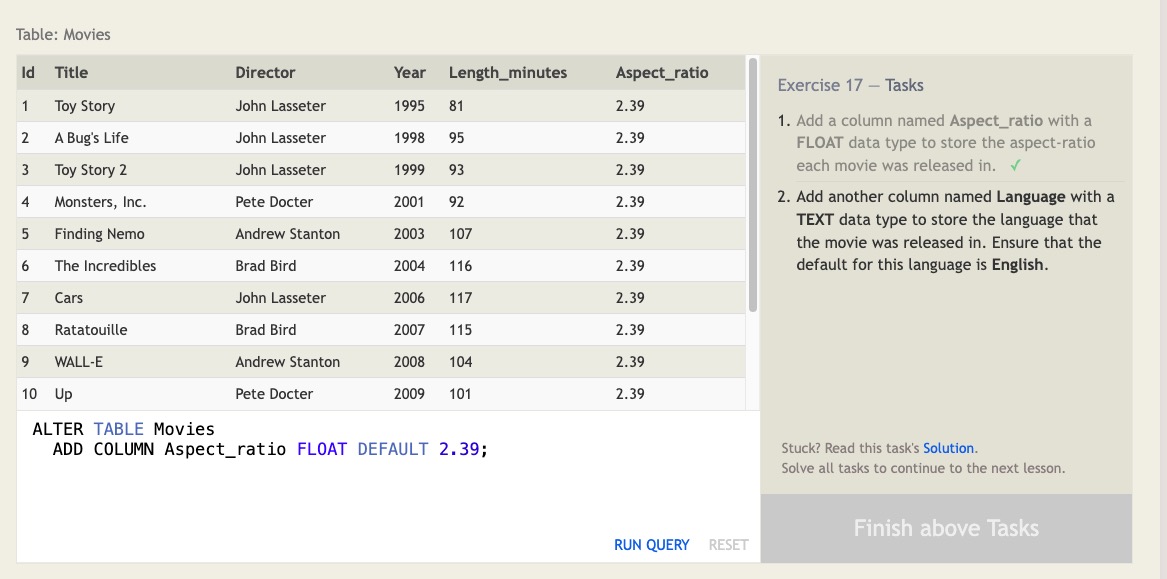 Table: Movies
Id Title Director Year Length_minutes Aspect_ratio
1 Toy Story John Lasseter 1995 81 2.39
2 A Bug's Life John Lasseter 1998 95 2.39
3 Toy Story 2 John Lasseter 1999 93 2.39
4 Monsters, Inc. Pete Docter 2001 92 2.39
5 Finding Nemo Andrew Stanton 2003 107 2.39
6 The Incredibles Brad Bird 2004 116 2.39
7 Cars John Lasseter 2006 117 2.39
8 Ratatouille Brad Bird 2007 115 2.39
9 WALL-E Andrew Stanton 2008 104 2.39
10 Up Pete Docter 2009 101 2.39
ALTER TABLE Movies
ADD COLUMN Aspect_ratio FLOAT DEFAULT 2.39;
RUN QUERY RESET
Exercise 17 — Tasks
1. Add a column named Aspect_ratio with a
FLOAT data type to store the aspect-ratio
each movie was released in. ✓
2. Add another column named Language with a
TEXT data type to store the language that
the movie was released in. Ensure that the
default for this language is English.
Stuck? Read this task's Solution.
Solve all tasks to continue to the next lesson.
Finish above Tasks